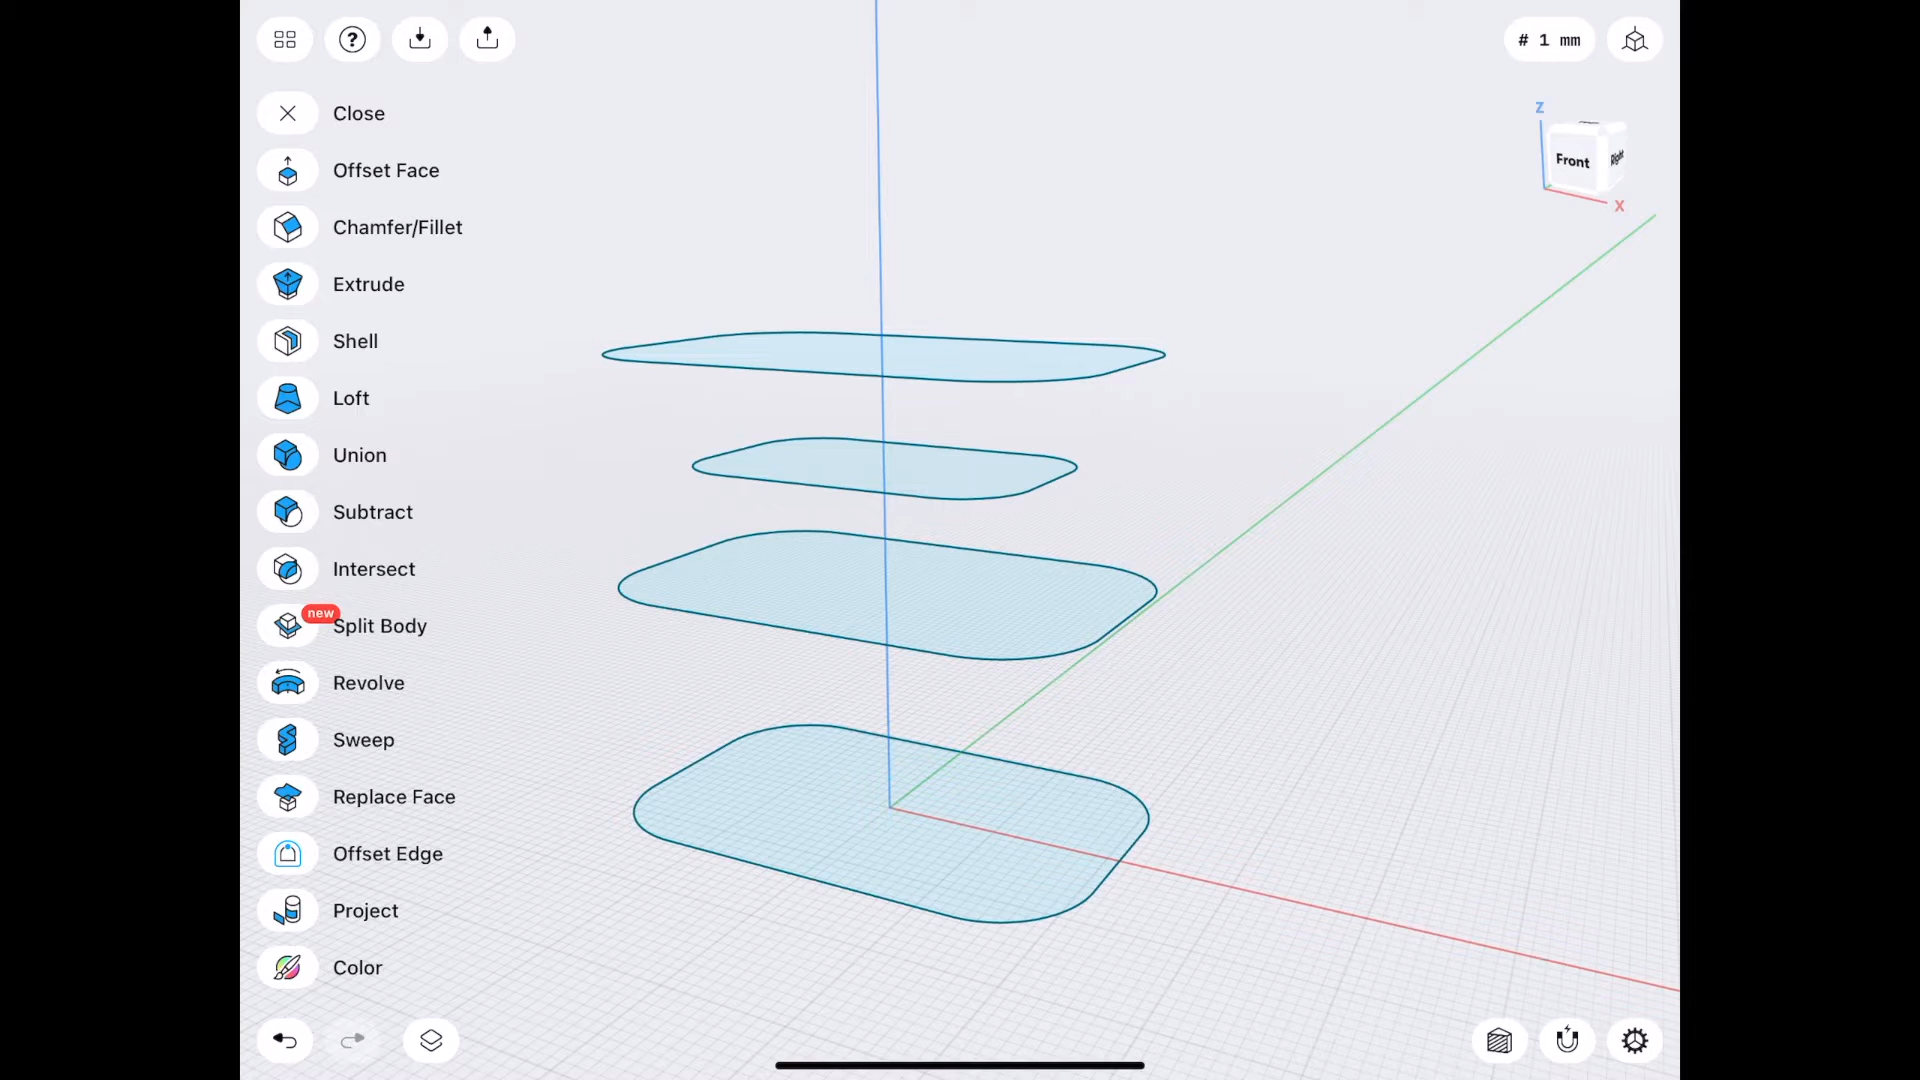 # 1 mm
Close
Offset Face
Chamfer/Fillet
Extrude
Shell
Loft
Union
Subtract
Intersect
new
Split Body
Revolve
Sweep
Replace Face
Offset Edge
Project
Color
Z
Front
Right
X